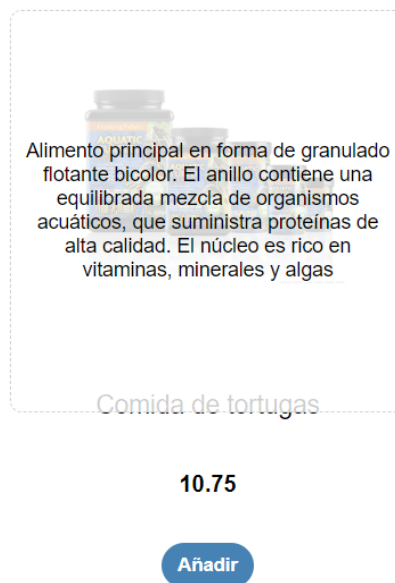 AQUATIC
Alimento principal en forma de granulado
flotante bicolor. El anillo contiene una
equilibrada mezcla de organismos
acuáticos, que suministra proteínas de
alta calidad. El núcleo es rico en
vitaminas, minerales y algas
Comida de tortugas
10.75
Añadir